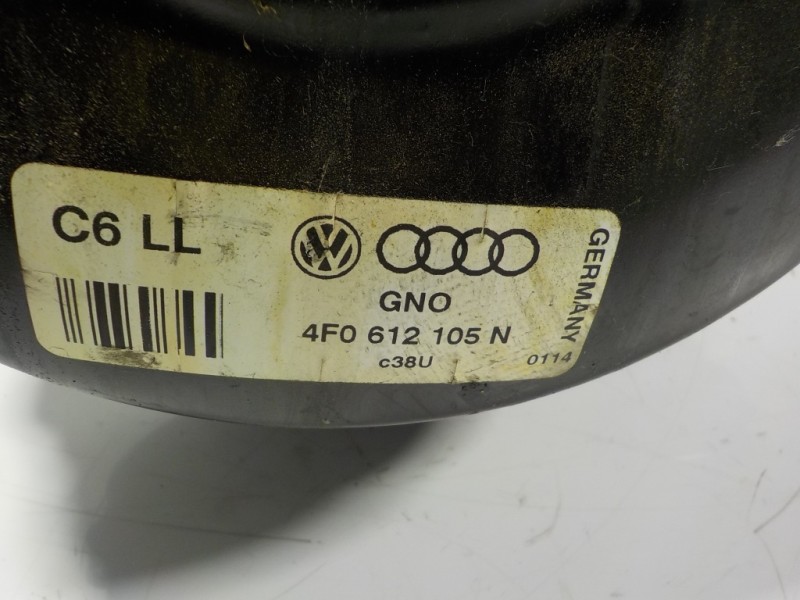 C6 LL
GNO
4F0 612 105 N
c38U
0114
GERMANY